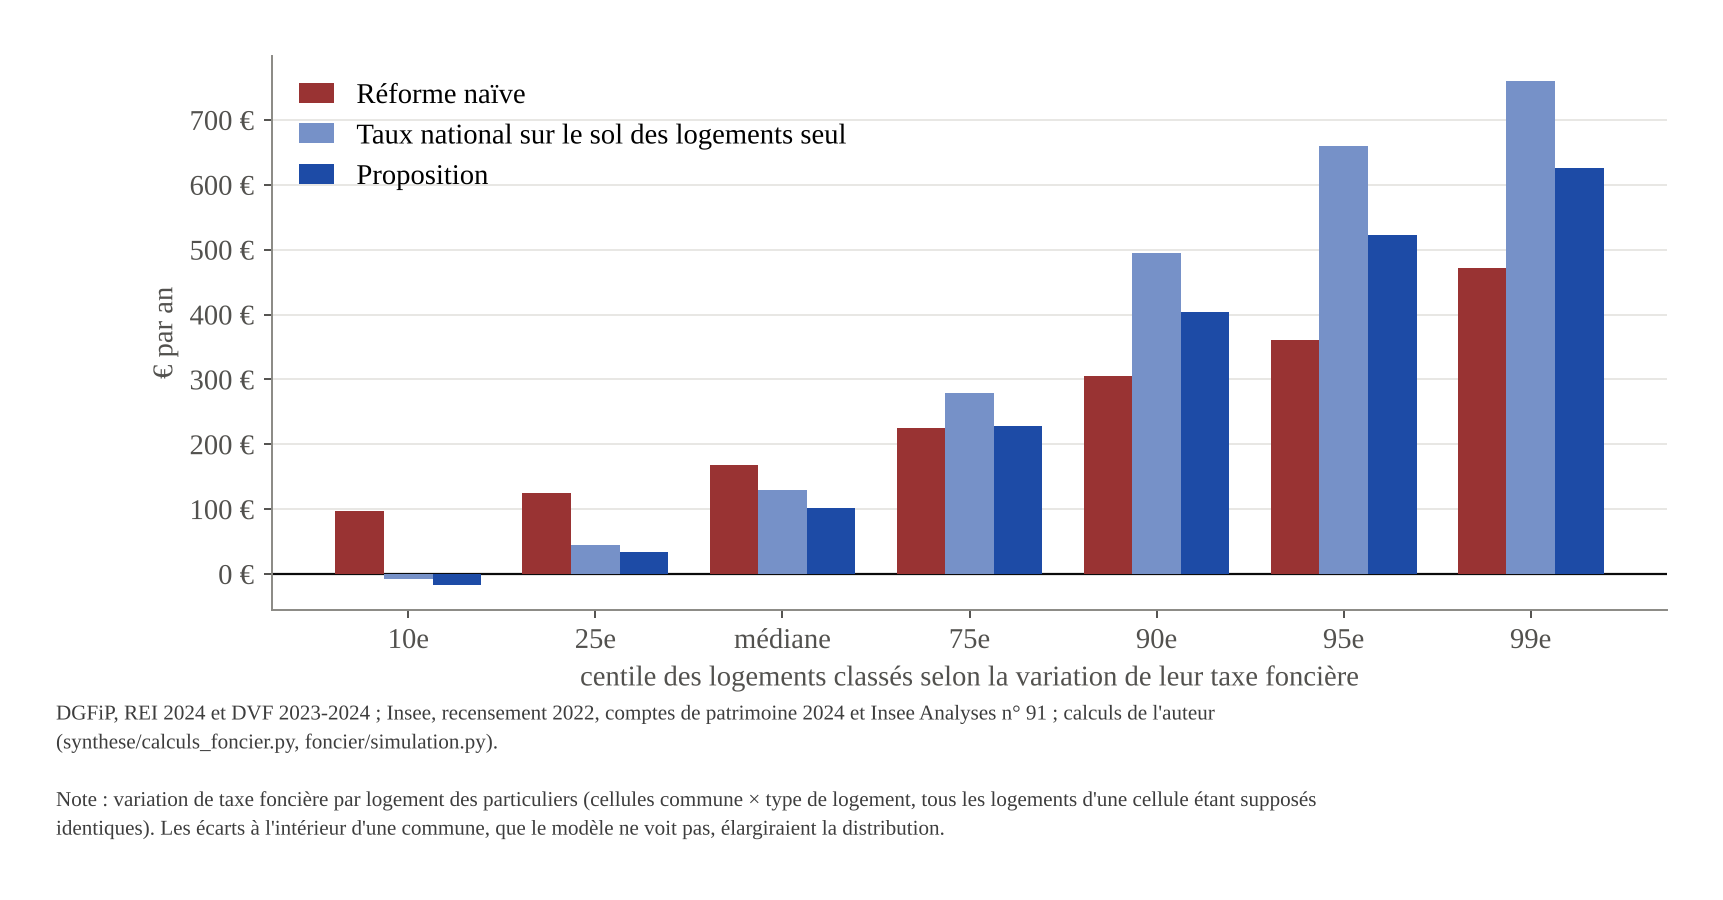 Réforme naïve
Taux national sur le sol des logements seul
Proposition
700 €
600 €
500 €
400 €
300 €
200 €
100 €
0 €
€ par an
10e 25e médiane 75e 90e 95e 99e
centile des logements classés selon la variation de leur taxe foncière
DGFiP, REI 2024 et DVF 2023-2024 ; Insee, recensement 2022, comptes de patrimoine 2024 et Insee Analyses n° 91 ; calculs de l'auteur
(synthese/calculs_foncier.py, foncier/simulation.py).
Note : variation de taxe foncière par logement des particuliers (cellules commune × type de logement, tous les logements d'une cellule étant supposés
identiques). Les écarts à l'intérieur d'une commune, que le modèle ne voit pas, élargiraient la distribution.